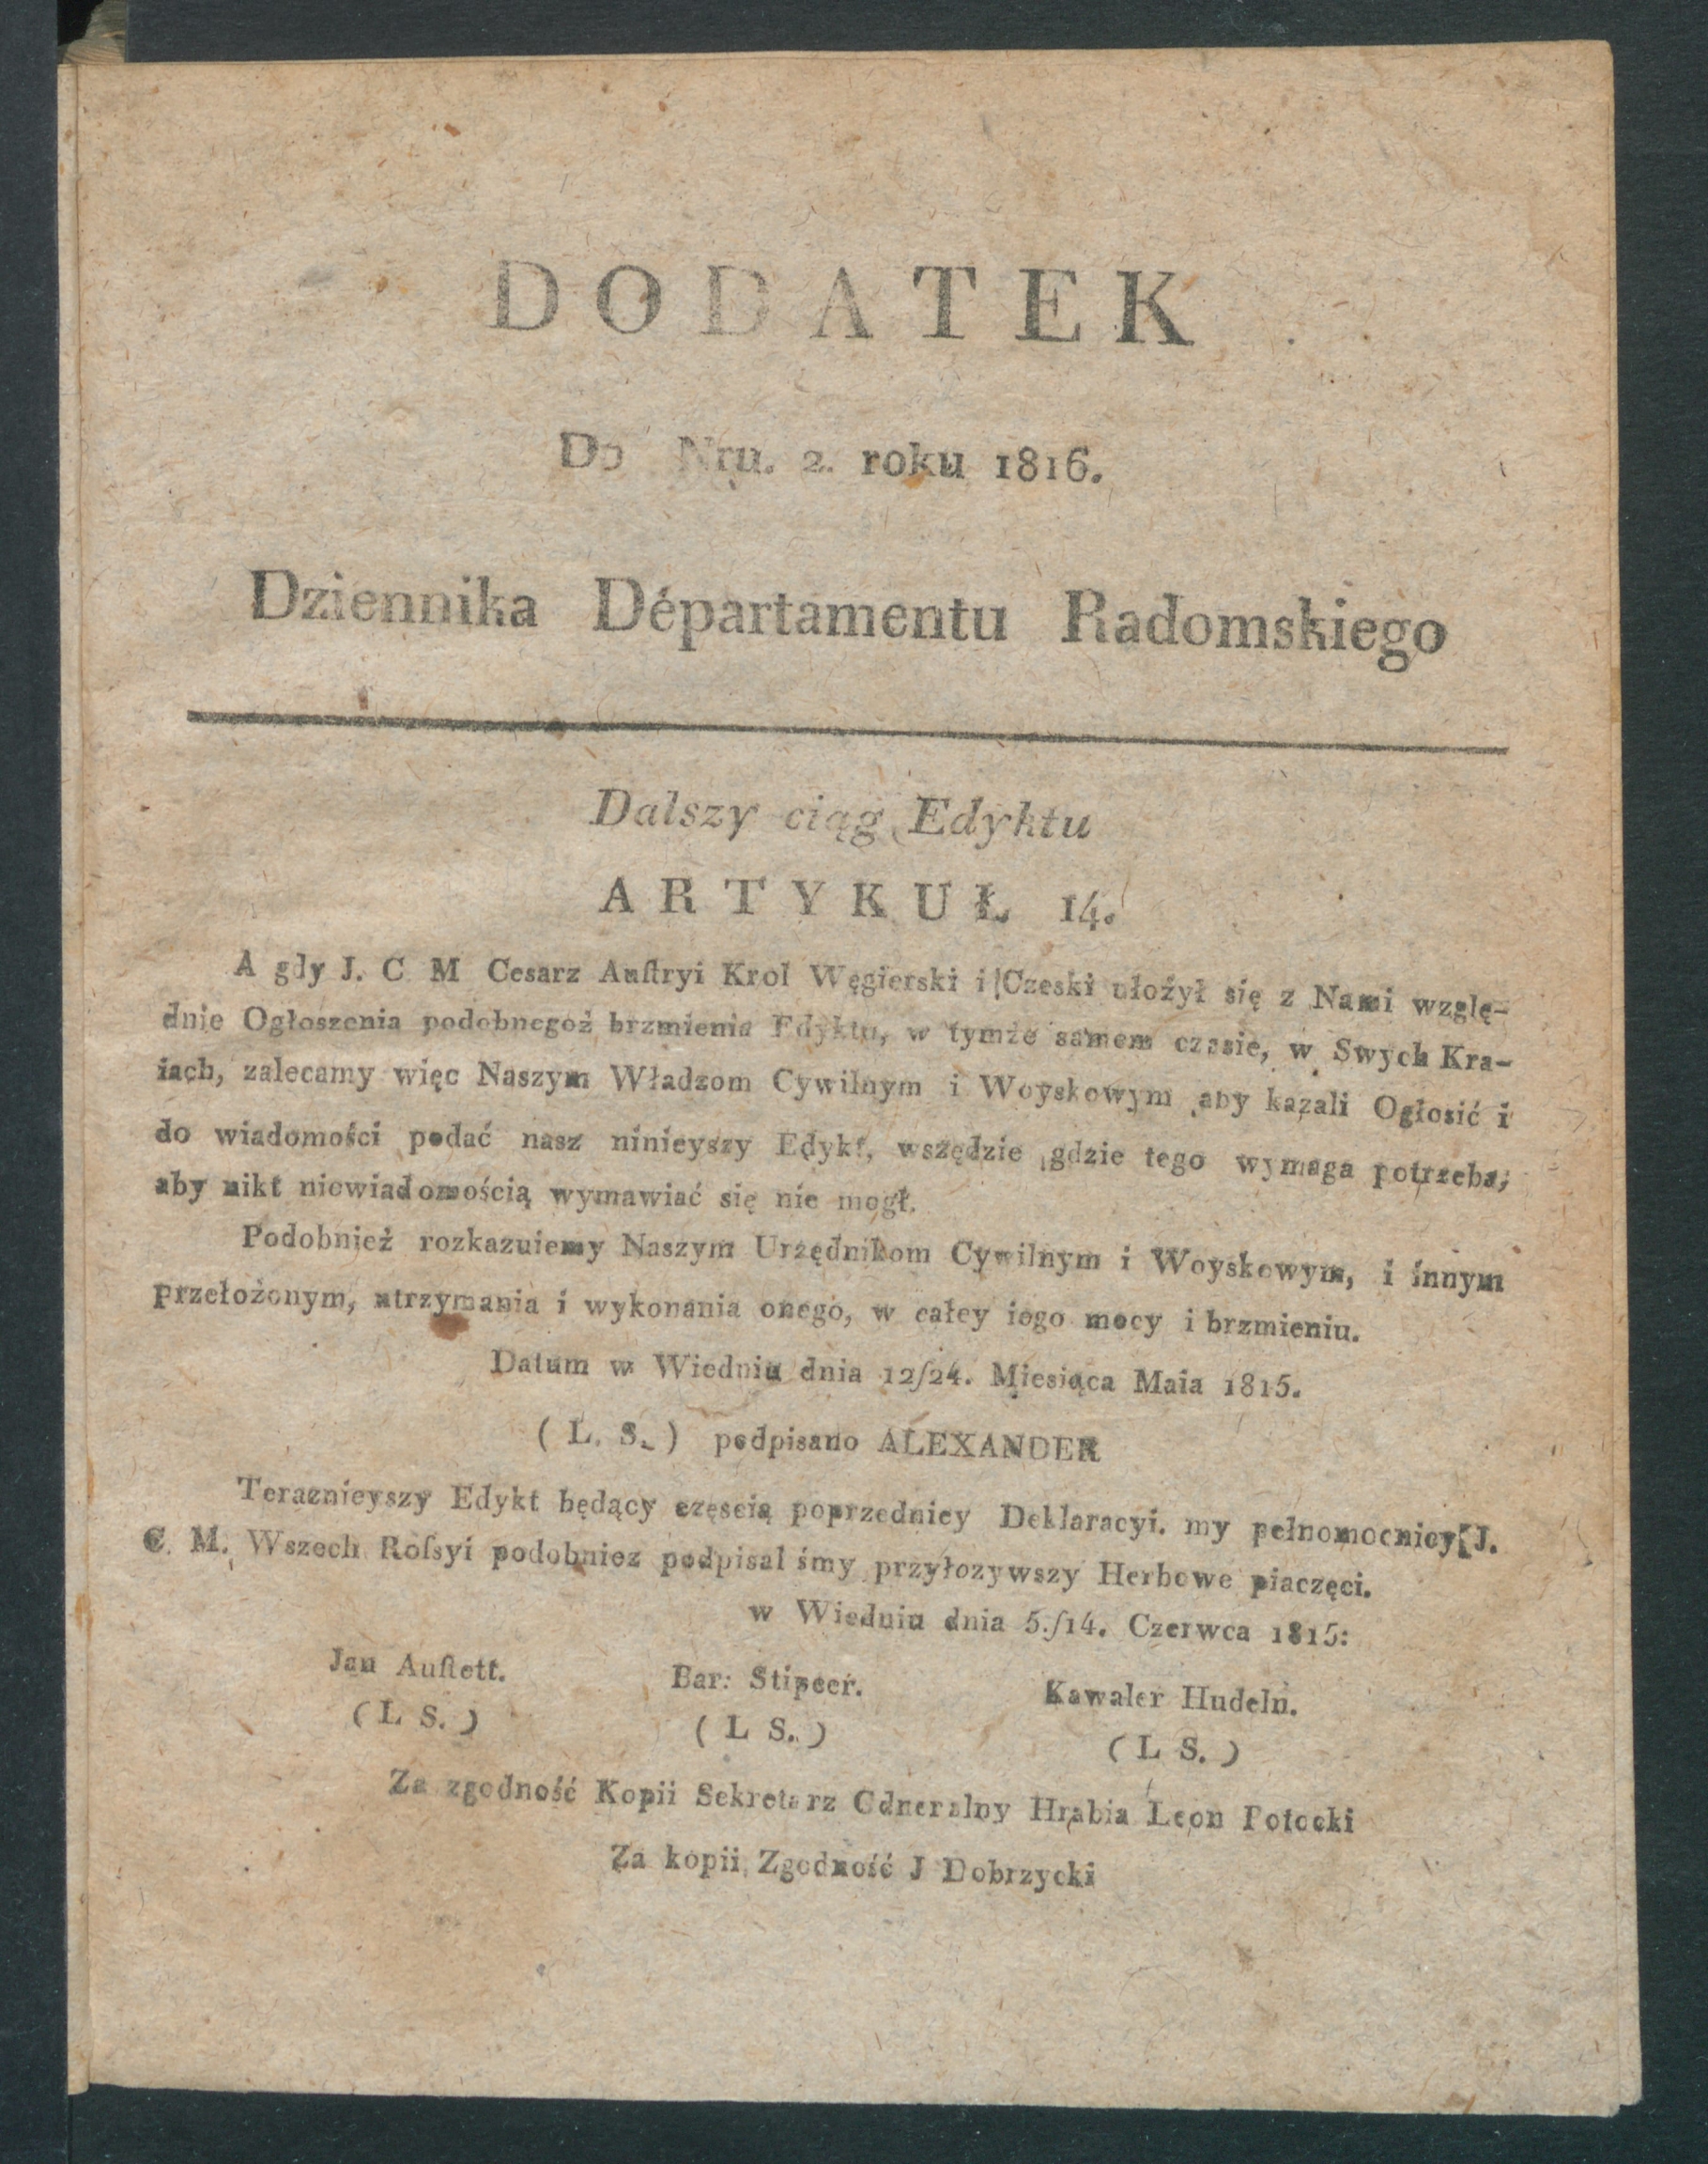 DODATEK
Do Nru. 2. roku 1816.
Dziennika Départamentu Radomskiego
Dalszy ciąg Edyktu
ARTYKUŁ 14.
A gdy J. C M Cesarz Auſtryi Krol Węgierski i Czeski ułożył się z Nami wzglę-
dnie Ogłoszenia podobnegoż brzmienia Edyktu, w tymże samem czasie, w Swych Kra-
iach, zalecamy więc Naszym Władzom Cywilnym i Woyskowym aby kazali Ogłosić i
do wiadomości podać nasz ninieyszy Edykt, wszędzie gdzie tego wymaga potrzeba,
aby nikt niewiadomością wymawiać się nie mogł.
Podobnież rozkazuiemy Naszym Urzędnikom Cywilnym i Woyskowym, i innym
przełożonym, utrzymania i wykonania onego, w całey iego mocy i brzmieniu.
Datum w Wiedniu dnia 12/24. Miesiąca Maia 1815.
( L. S. ) podpisano ALEXANDER
Teraznieyszy Edykt będący częscią poprzedniey Deklaracyi. my pełnomocnicy J.
C. M. Wszech Roſsyi podobniez podpisal śmy przyłozywszy Herbowe piaczęci.
w Wiedniu dnia 5./14. Czerwca 1815:
Jan Auſtett. Bar: Stipeer. Kawaler Hudeln.
( L S. ) ( L S. ) ( L S. )
Za zgodność Kopii Sekretarz Gdneralny Hrabia Leon Potocki
Za kopii Zgodność J Dobrzycki